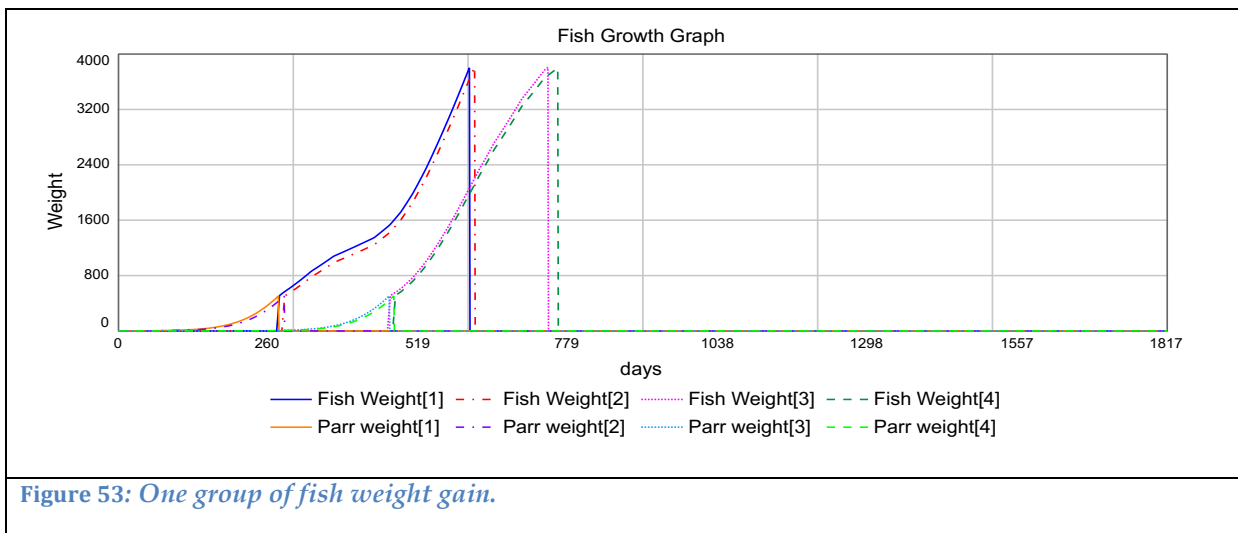 Fish Growth Graph
4000
3200
2400
1600
800
0
Weight
0 260 519 779 1038 1298 1557 1817
days
Fish Weight[1] Fish Weight[2] Fish Weight[3] Fish Weight[4]
Parr weight[1] Parr weight[2] Parr weight[3] Parr weight[4]
Figure 53: One group of fish weight gain.